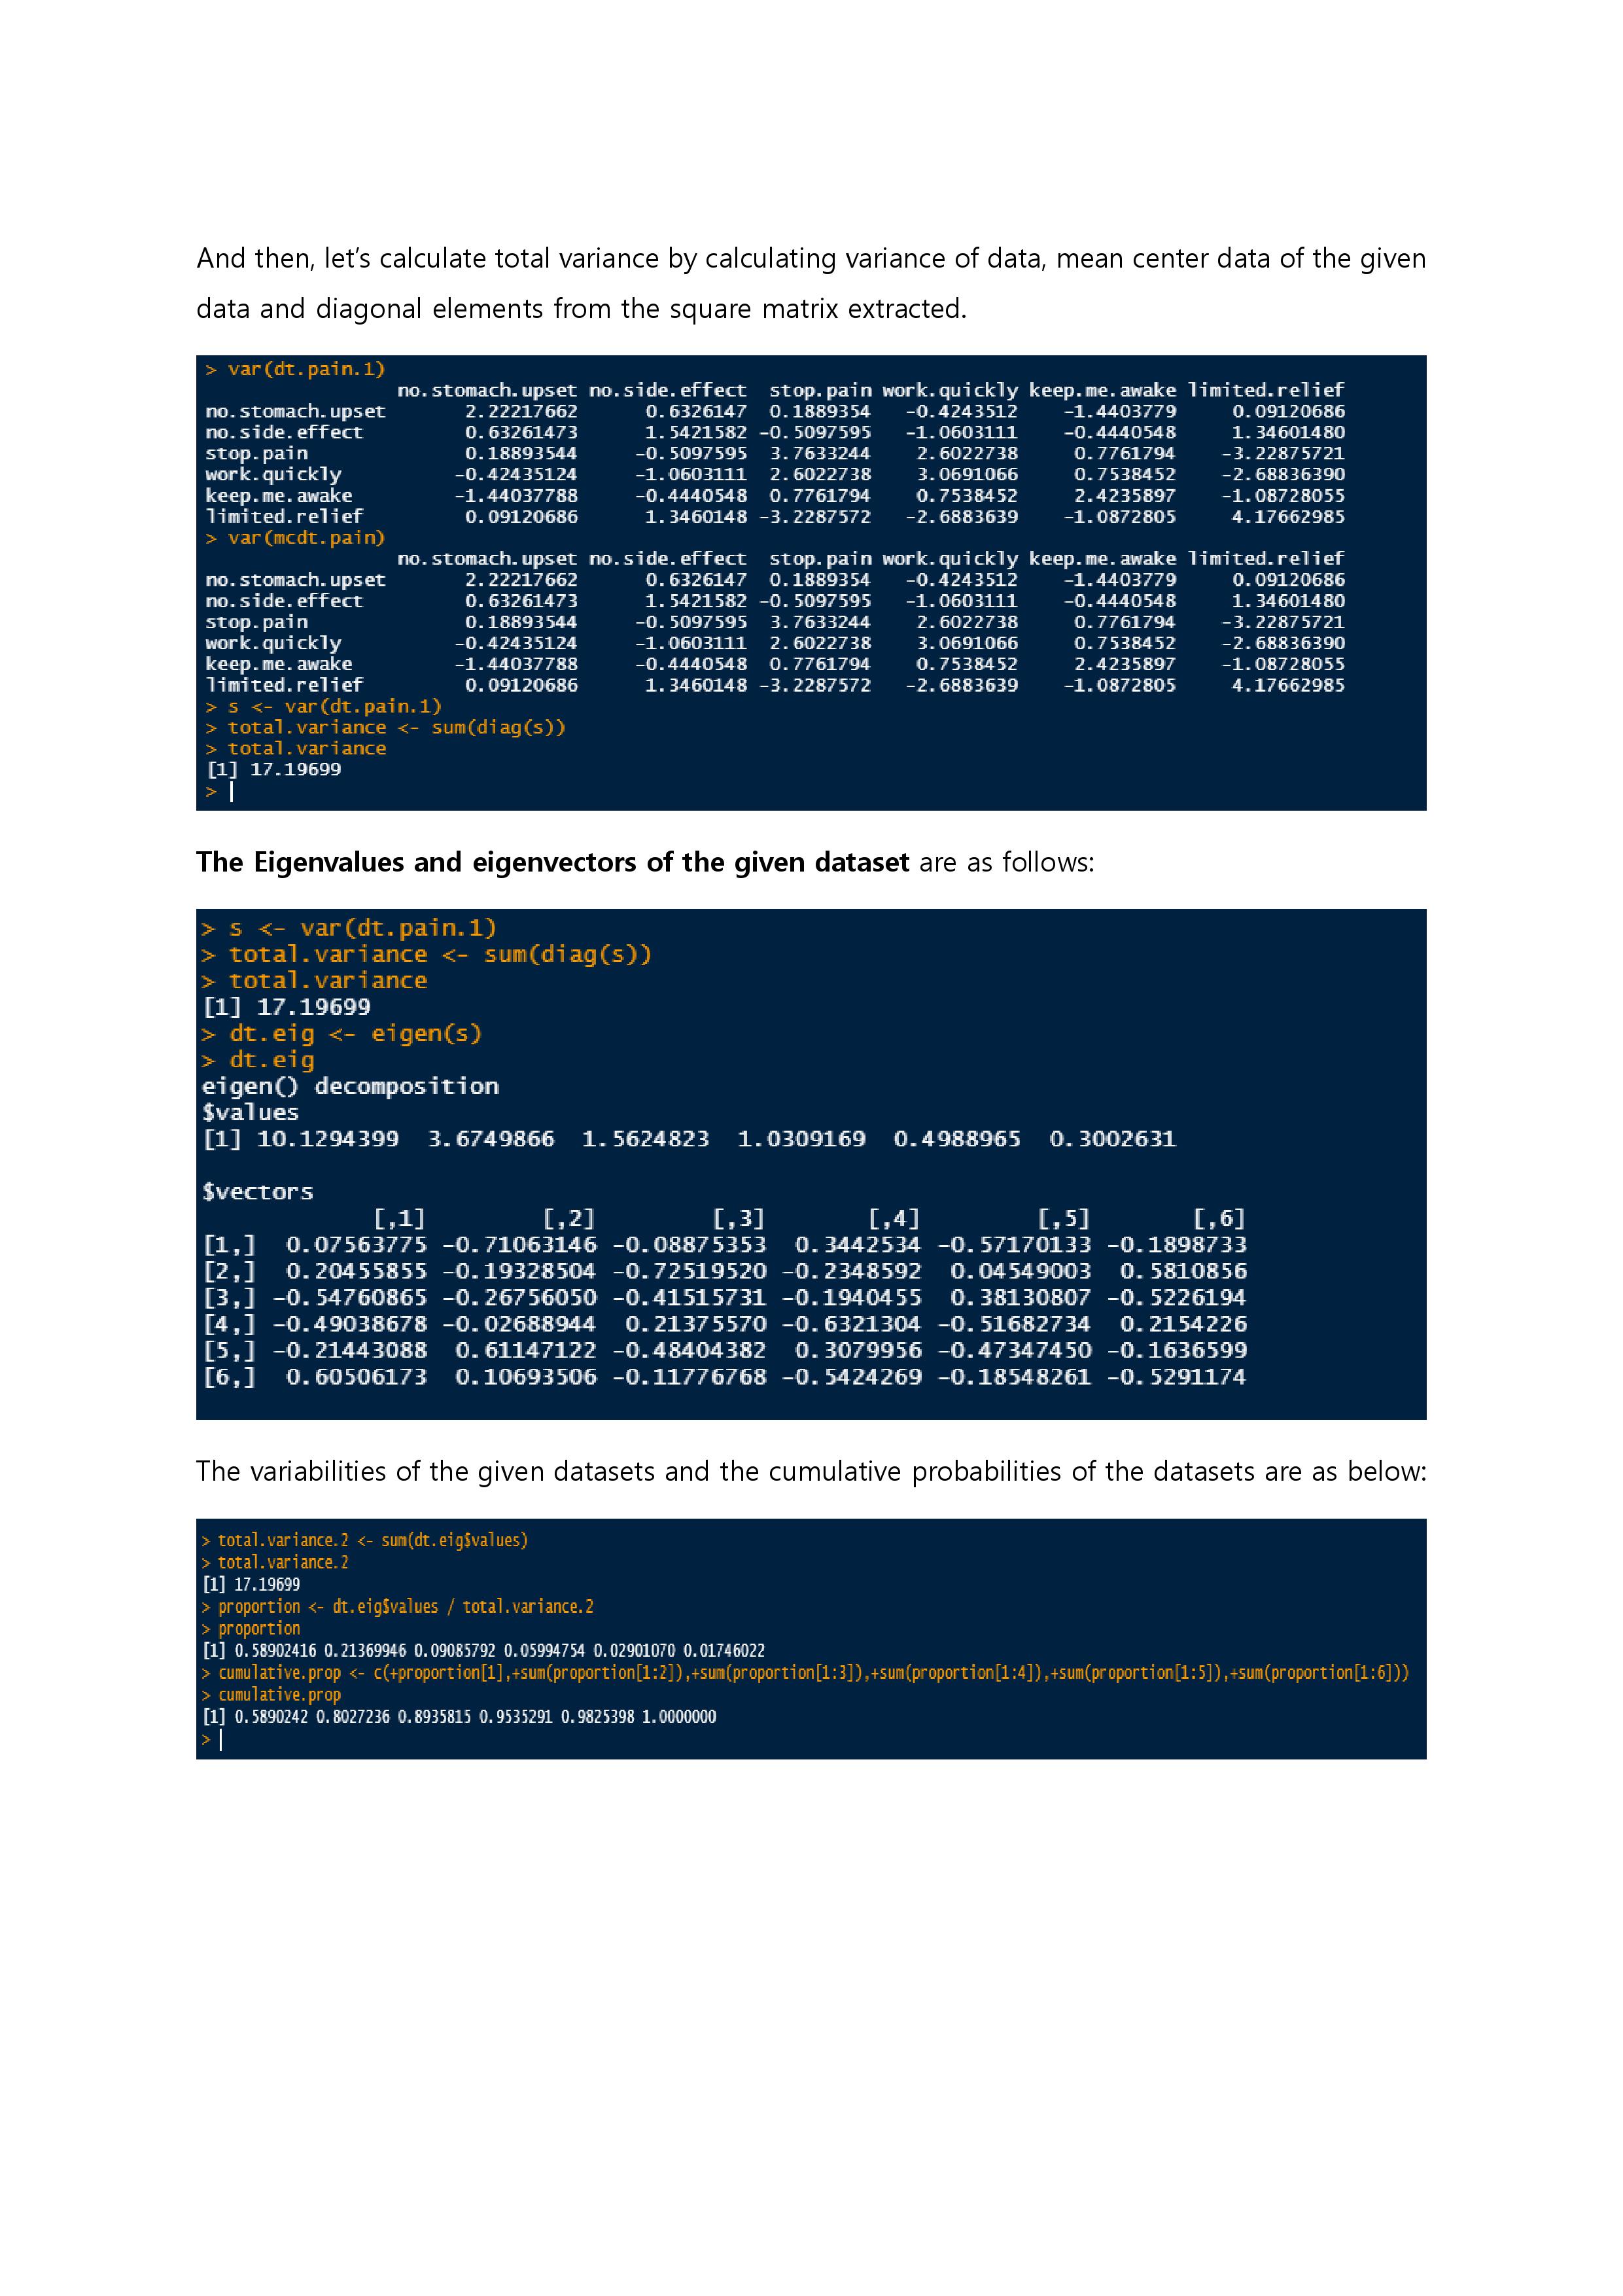 And then, let's calculate total variance by calculating variance of data, mean center data of the given
data and diagonal elements from the square matrix extracted.
> var(dt.pain.1)
no.stomach.upset no.side.effect stop.pain work.quickly keep.me.awake limited.relief
no.stomach.upset 2.22217662 0.6326147 0.1889354 -0.4243512 -1.4403779 0.09120686
no.side.effect 0.63261473 1.5421582 -0.5097595 -1.0603111 -0.4440548 1.34601480
stop.pain 0.18893544 -0.5097595 3.7633244 2.6022738 0.7761794 -3.22875721
work.quickly -0.42435124 -1.0603111 2.6022738 3.0691066 0.7538452 -2.68836390
keep.me.awake -1.44037788 -0.4440548 0.7761794 0.7538452 2.4235897 -1.08728055
limited.relief 0.09120686 1.3460148 -3.2287572 -2.6883639 -1.0872805 4.17662985
> var(mcdt.pain)
no.stomach.upset no.side.effect stop.pain work.quickly keep.me.awake limited.relief
no.stomach.upset 2.22217662 0.6326147 0.1889354 -0.4243512 -1.4403779 0.09120686
no.side.effect 0.63261473 1.5421582 -0.5097595 -1.0603111 -0.4440548 1.34601480
stop.pain 0.18893544 -0.5097595 3.7633244 2.6022738 0.7761794 -3.22875721
work.quickly -0.42435124 -1.0603111 2.6022738 3.0691066 0.7538452 -2.68836390
keep.me.awake -1.44037788 -0.4440548 0.7761794 0.7538452 2.4235897 -1.08728055
limited.relief 0.09120686 1.3460148 -3.2287572 -2.6883639 -1.0872805 4.17662985
> s <- var(dt.pain.1)
> total.variance <- sum(diag(s))
> total.variance
[1] 17.19699
>
The Eigenvalues and eigenvectors of the given dataset are as follows:
> s <- var(dt.pain.1)
> total.variance <- sum(diag(s))
> total.variance
[1] 17.19699
> dt.eig <- eigen(s)
> dt.eig
eigen() decomposition
$values
[1] 10.1294399 3.6749866 1.5624823 1.0309169 0.4988965 0.3002631
$vectors
[,1] [,2] [,3] [,4] [,5] [,6]
[1,] 0.07563775 -0.71063146 -0.08875353 0.3442534 -0.57170133 -0.1898733
[2,] 0.20455855 -0.19328504 -0.72519520 -0.2348592 0.04549003 0.5810856
[3,] -0.54760865 -0.26756050 -0.41515731 -0.1940455 0.38130807 -0.5226194
[4,] -0.49038678 -0.02688944 0.21375570 -0.6321304 -0.51682734 0.2154226
[5,] -0.21443088 0.61147122 -0.48404382 0.3079956 -0.47347450 -0.1636599
[6,] 0.60506173 0.10693506 -0.11776768 -0.5424269 -0.18548261 -0.5291174
The variabilities of the given datasets and the cumulative probabilities of the datasets are as below:
> total.variance.2 <- sum(dt.eig$values)
> total.variance.2
[1] 17.19699
> proportion <- dt.eig$values / total.variance.2
> proportion
[1] 0.58902416 0.21369946 0.09085792 0.05994754 0.02901070 0.01746022
> cumulative.prop <- c(+proportion[1],+sum(proportion[1:2]),+sum(proportion[1:3]),+sum(proportion[1:4]),+sum(proportion[1:5]),+sum(proportion[1:6]))
> cumulative.prop
[1] 0.5890242 0.8027236 0.8935815 0.9535291 0.9825398 1.0000000
>